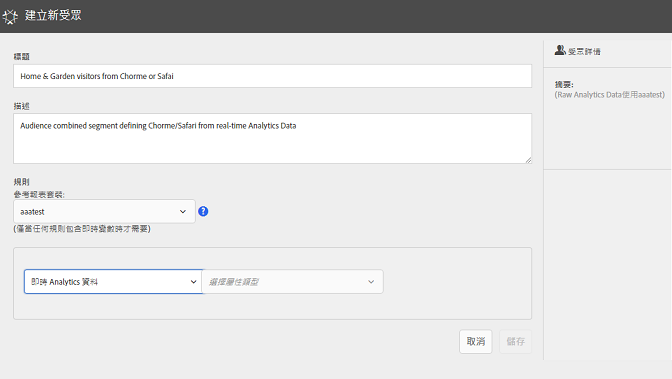 建立新受眾
標題
Home & Garden visitors from Chorme or Safai
描述
Audience combined segment defining Chorme/Safari from real-time Analytics Data
規則
參考報表套裝:
aaatest
(僅當任何規則包含即時變數時才需要)
即時 Analytics 資料
選擇屬性類型
取消
儲存
受眾詳情
摘要:
(Raw Analytics Data使用aaatest)